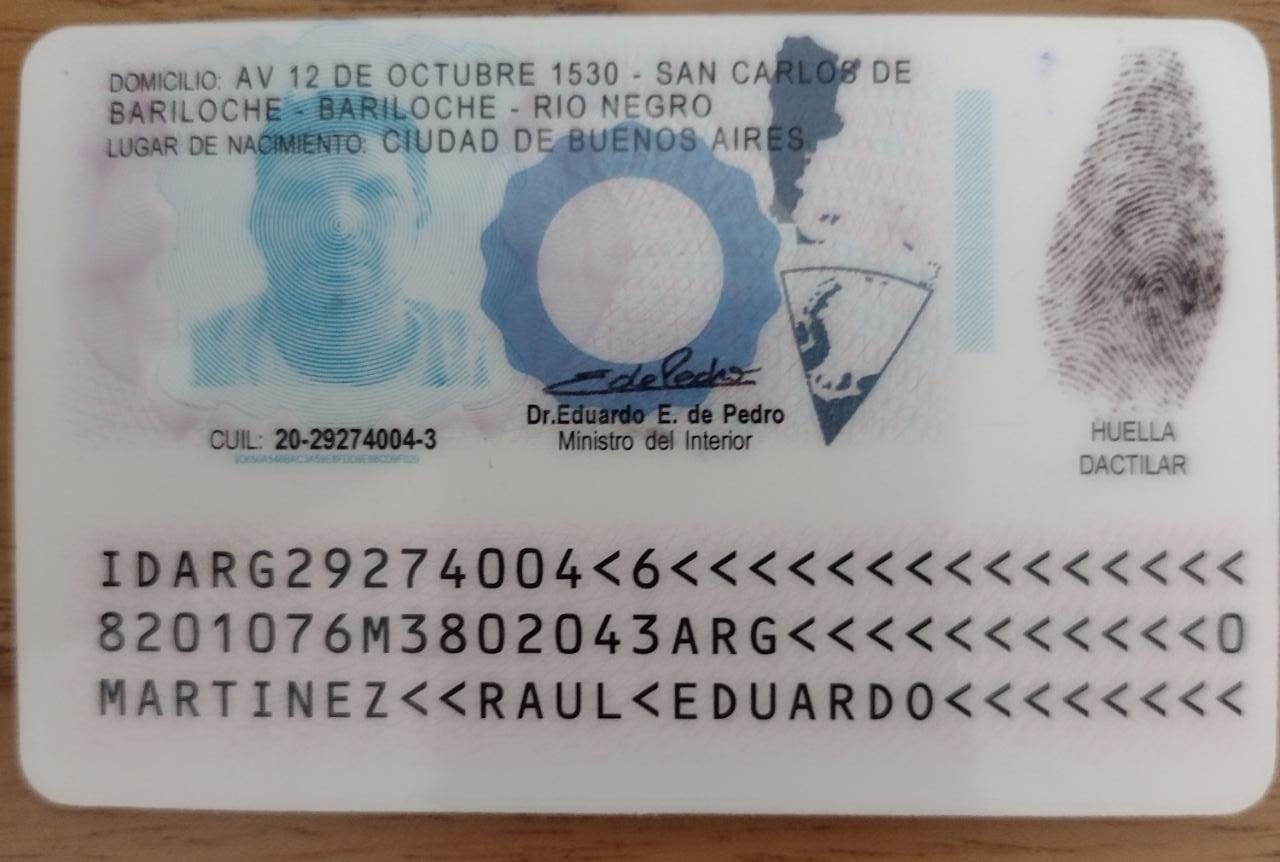 DOMICILIO: AV 12 DE OCTUBRE 1530 - SAN CARLOS DE
BARILOCHE - BARILOCHE - RIO NEGRO
LUGAR DE NACIMIENTO: CIUDAD DE BUENOS AIRES
EdePedro
Dr.Eduardo E. de Pedro
Ministro del Interior
CUIL: 20-29274004-3
HUELLA
DACTILAR
IDARG29274004<6<<<<<<<<<<<<<<<
8201076M3802043ARG<<<<<<<<<<<0
MARTINEZ<<RAUL<EDUARDO<<<<<<<<